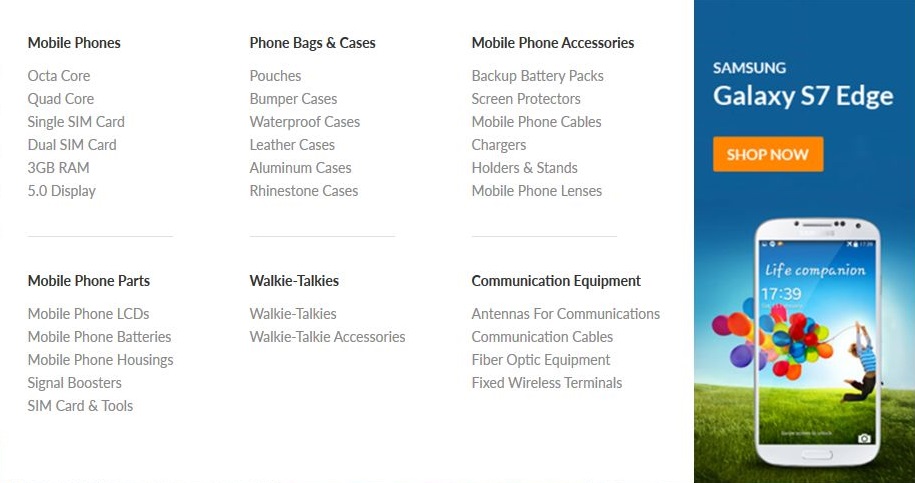 Mobile Phones
Octa Core
Quad Core
Single SIM Card
Dual SIM Card
3GB RAM
5.0 Display
Phone Bags & Cases
Pouches
Bumper Cases
Waterproof Cases
Leather Cases
Aluminum Cases
Rhinestone Cases
Mobile Phone Accessories
Backup Battery Packs
Screen Protectors
Mobile Phone Cables
Chargers
Holders & Stands
Mobile Phone Lenses
Mobile Phone Parts
Mobile Phone LCDs
Mobile Phone Batteries
Mobile Phone Housings
Signal Boosters
SIM Card & Tools
Walkie-Talkies
Walkie-Talkies
Walkie-Talkie Accessories
Communication Equipment
Antennas For Communications
Communication Cables
Fiber Optic Equipment
Fixed Wireless Terminals
SAMSUNG
Galaxy S7 Edge
SHOP NOW
Life companion
17:39
Swipe screen to unlock